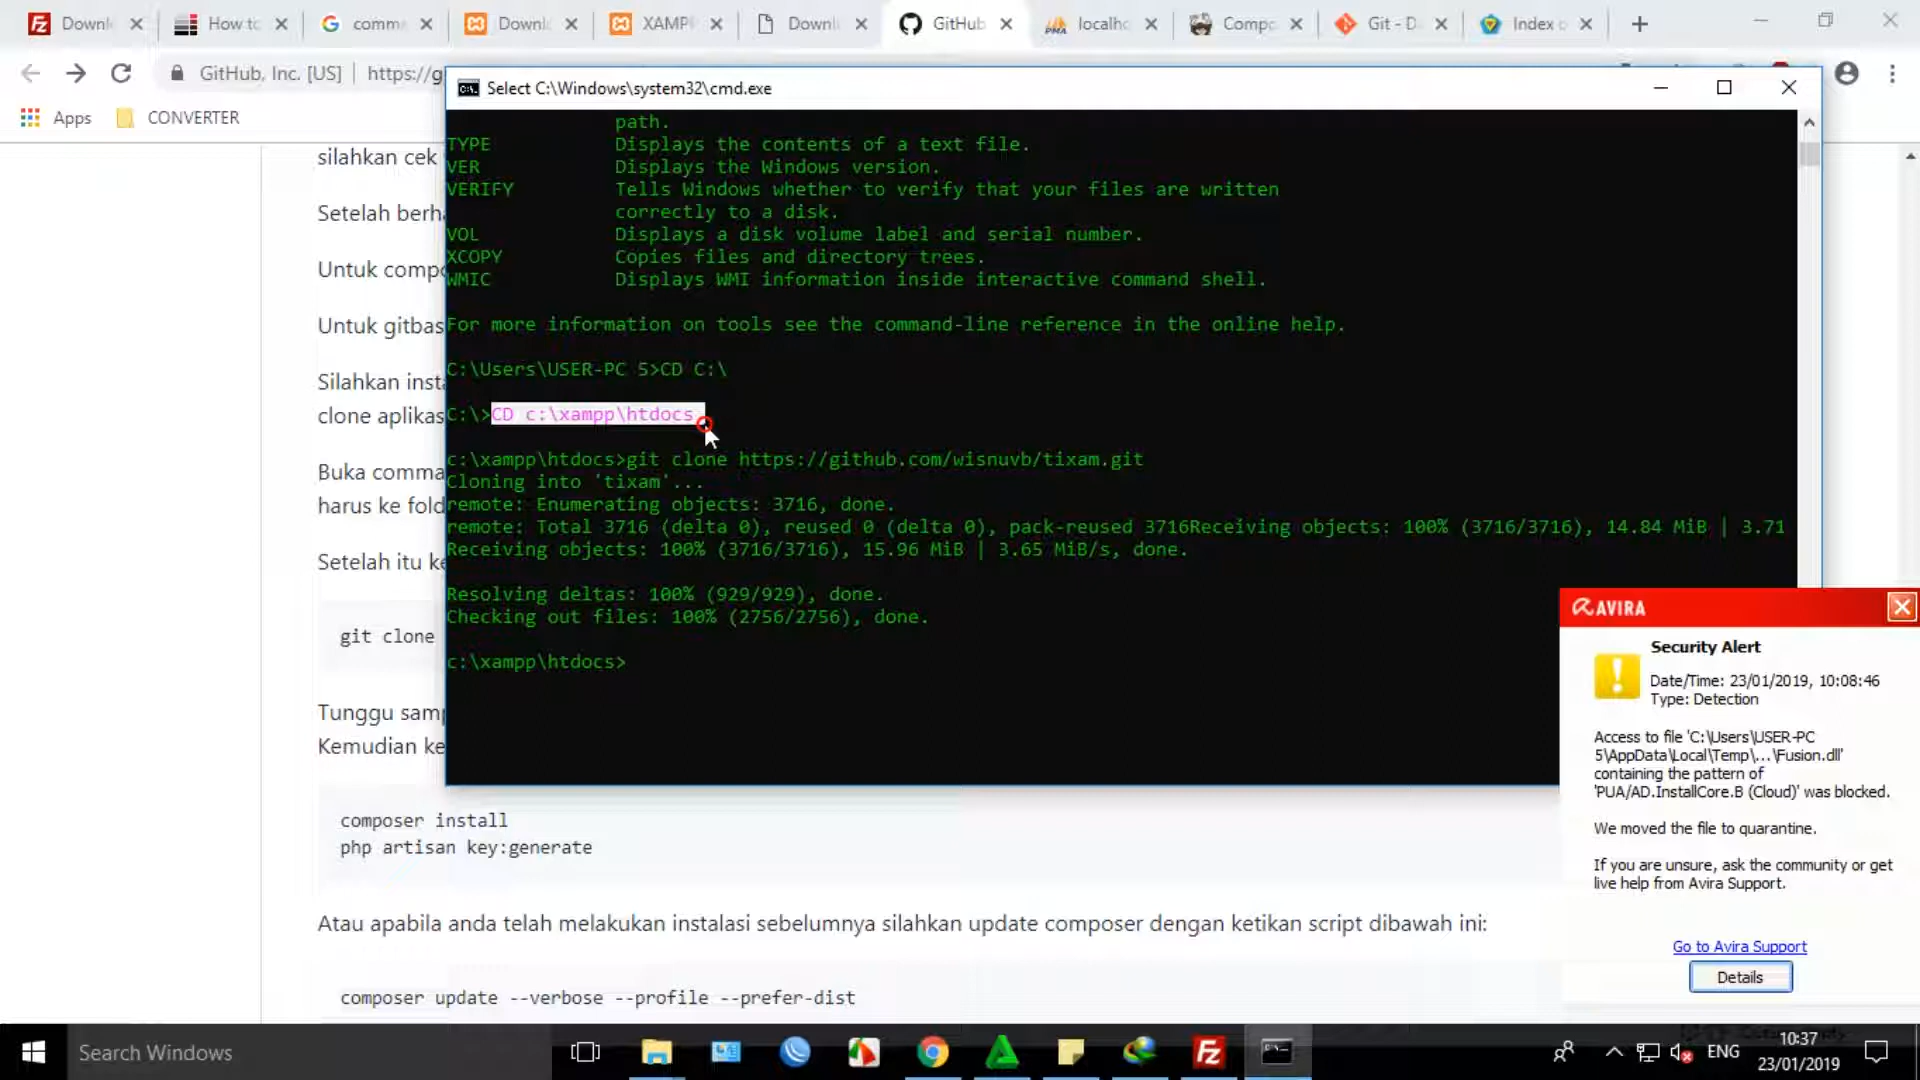 Downl
How to
comm
Downl
XAMP
Downl
GitHub
localho
Compo
Git - D
Index o
GitHub, Inc. [US]
https://g
Apps
CONVERTER
silahkan cek
Setelah berh
Untuk compo
Untuk gitbas
Silahkan inst
clone aplikas
Buka comma
harus ke fold
Setelah itu ke
git clone
Tunggu samp
Kemudian ke
composer install
php artisan key:generate
Atau apabila anda telah melakukan instalasi sebelumnya silahkan update composer dengan ketikan script dibawah ini:
composer update --verbose --profile --prefer-dist
Select C:\Windows\system32\cmd.exe
path.
TYPE Displays the contents of a text file.
VER Displays the Windows version.
VERIFY Tells Windows whether to verify that your files are written
correctly to a disk.
VOL Displays a disk volume label and serial number.
XCOPY Copies files and directory trees.
WMIC Displays WMI information inside interactive command shell.
For more information on tools see the command-line reference in the online help.
C:\Users\USER-PC 5>CD C:\
C:\>CD c:\xampp\htdocs
c:\xampp\htdocs>git clone https://github.com/wisnuvb/tixam.git
Cloning into 'tixam'...
remote: Enumerating objects: 3716, done.
remote: Total 3716 (delta 0), reused 0 (delta 0), pack-reused 3716Receiving objects: 100% (3716/3716), 14.84 MiB | 3.71
Receiving objects: 100% (3716/3716), 15.96 MiB | 3.65 MiB/s, done.
Resolving deltas: 100% (929/929), done.
Checking out files: 100% (2756/2756), done.
c:\xampp\htdocs>
AVIRA
Security Alert
Date/Time: 23/01/2019, 10:08:46
Type: Detection
Access to file 'C:\Users\USER-PC
5\AppData\Local\Temp\...\Fusion.dll'
containing the pattern of
'PUA/AD.InstallCore.B (Cloud)' was blocked.
We moved the file to quarantine.
If you are unsure, ask the community or get
live help from Avira Support.
Go to Avira Support
Details
Search Windows
ENG
10:37
23/01/2019